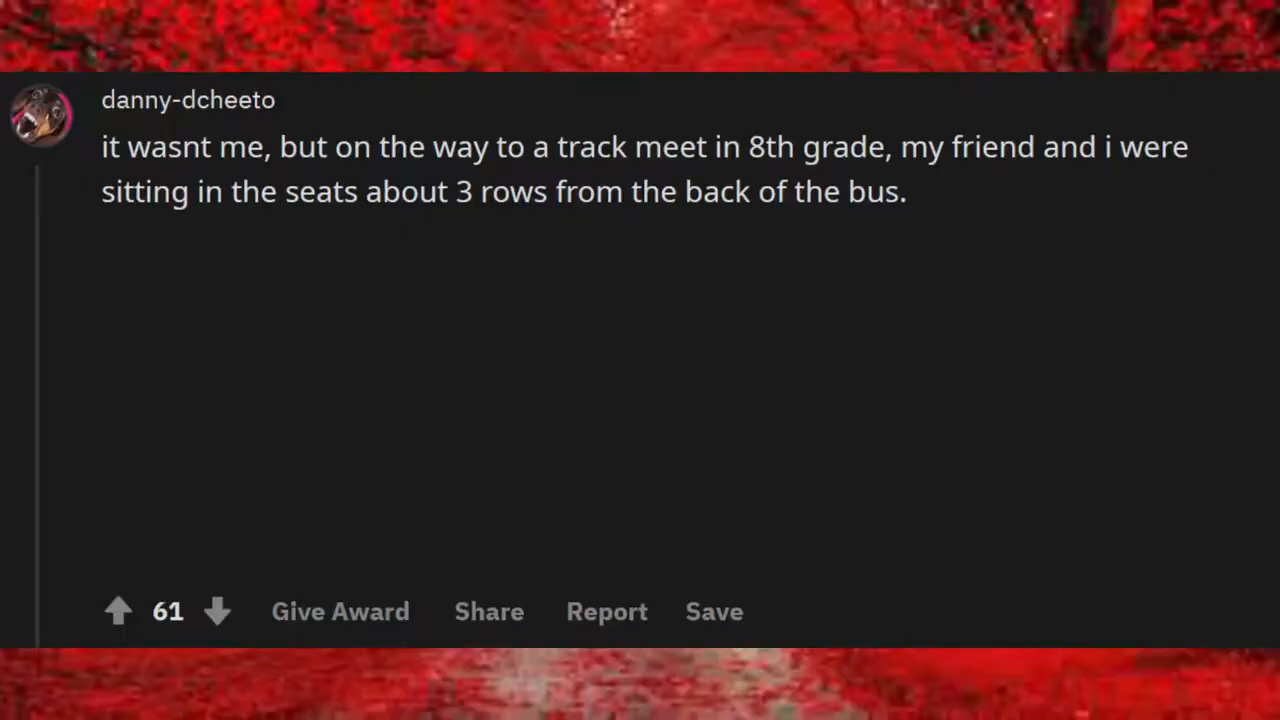 danny-dcheeto
it wasnt me, but on the way to a track meet in 8th grade, my friend and i were
sitting in the seats about 3 rows from the back of the bus.
61 Give Award Share Report Save